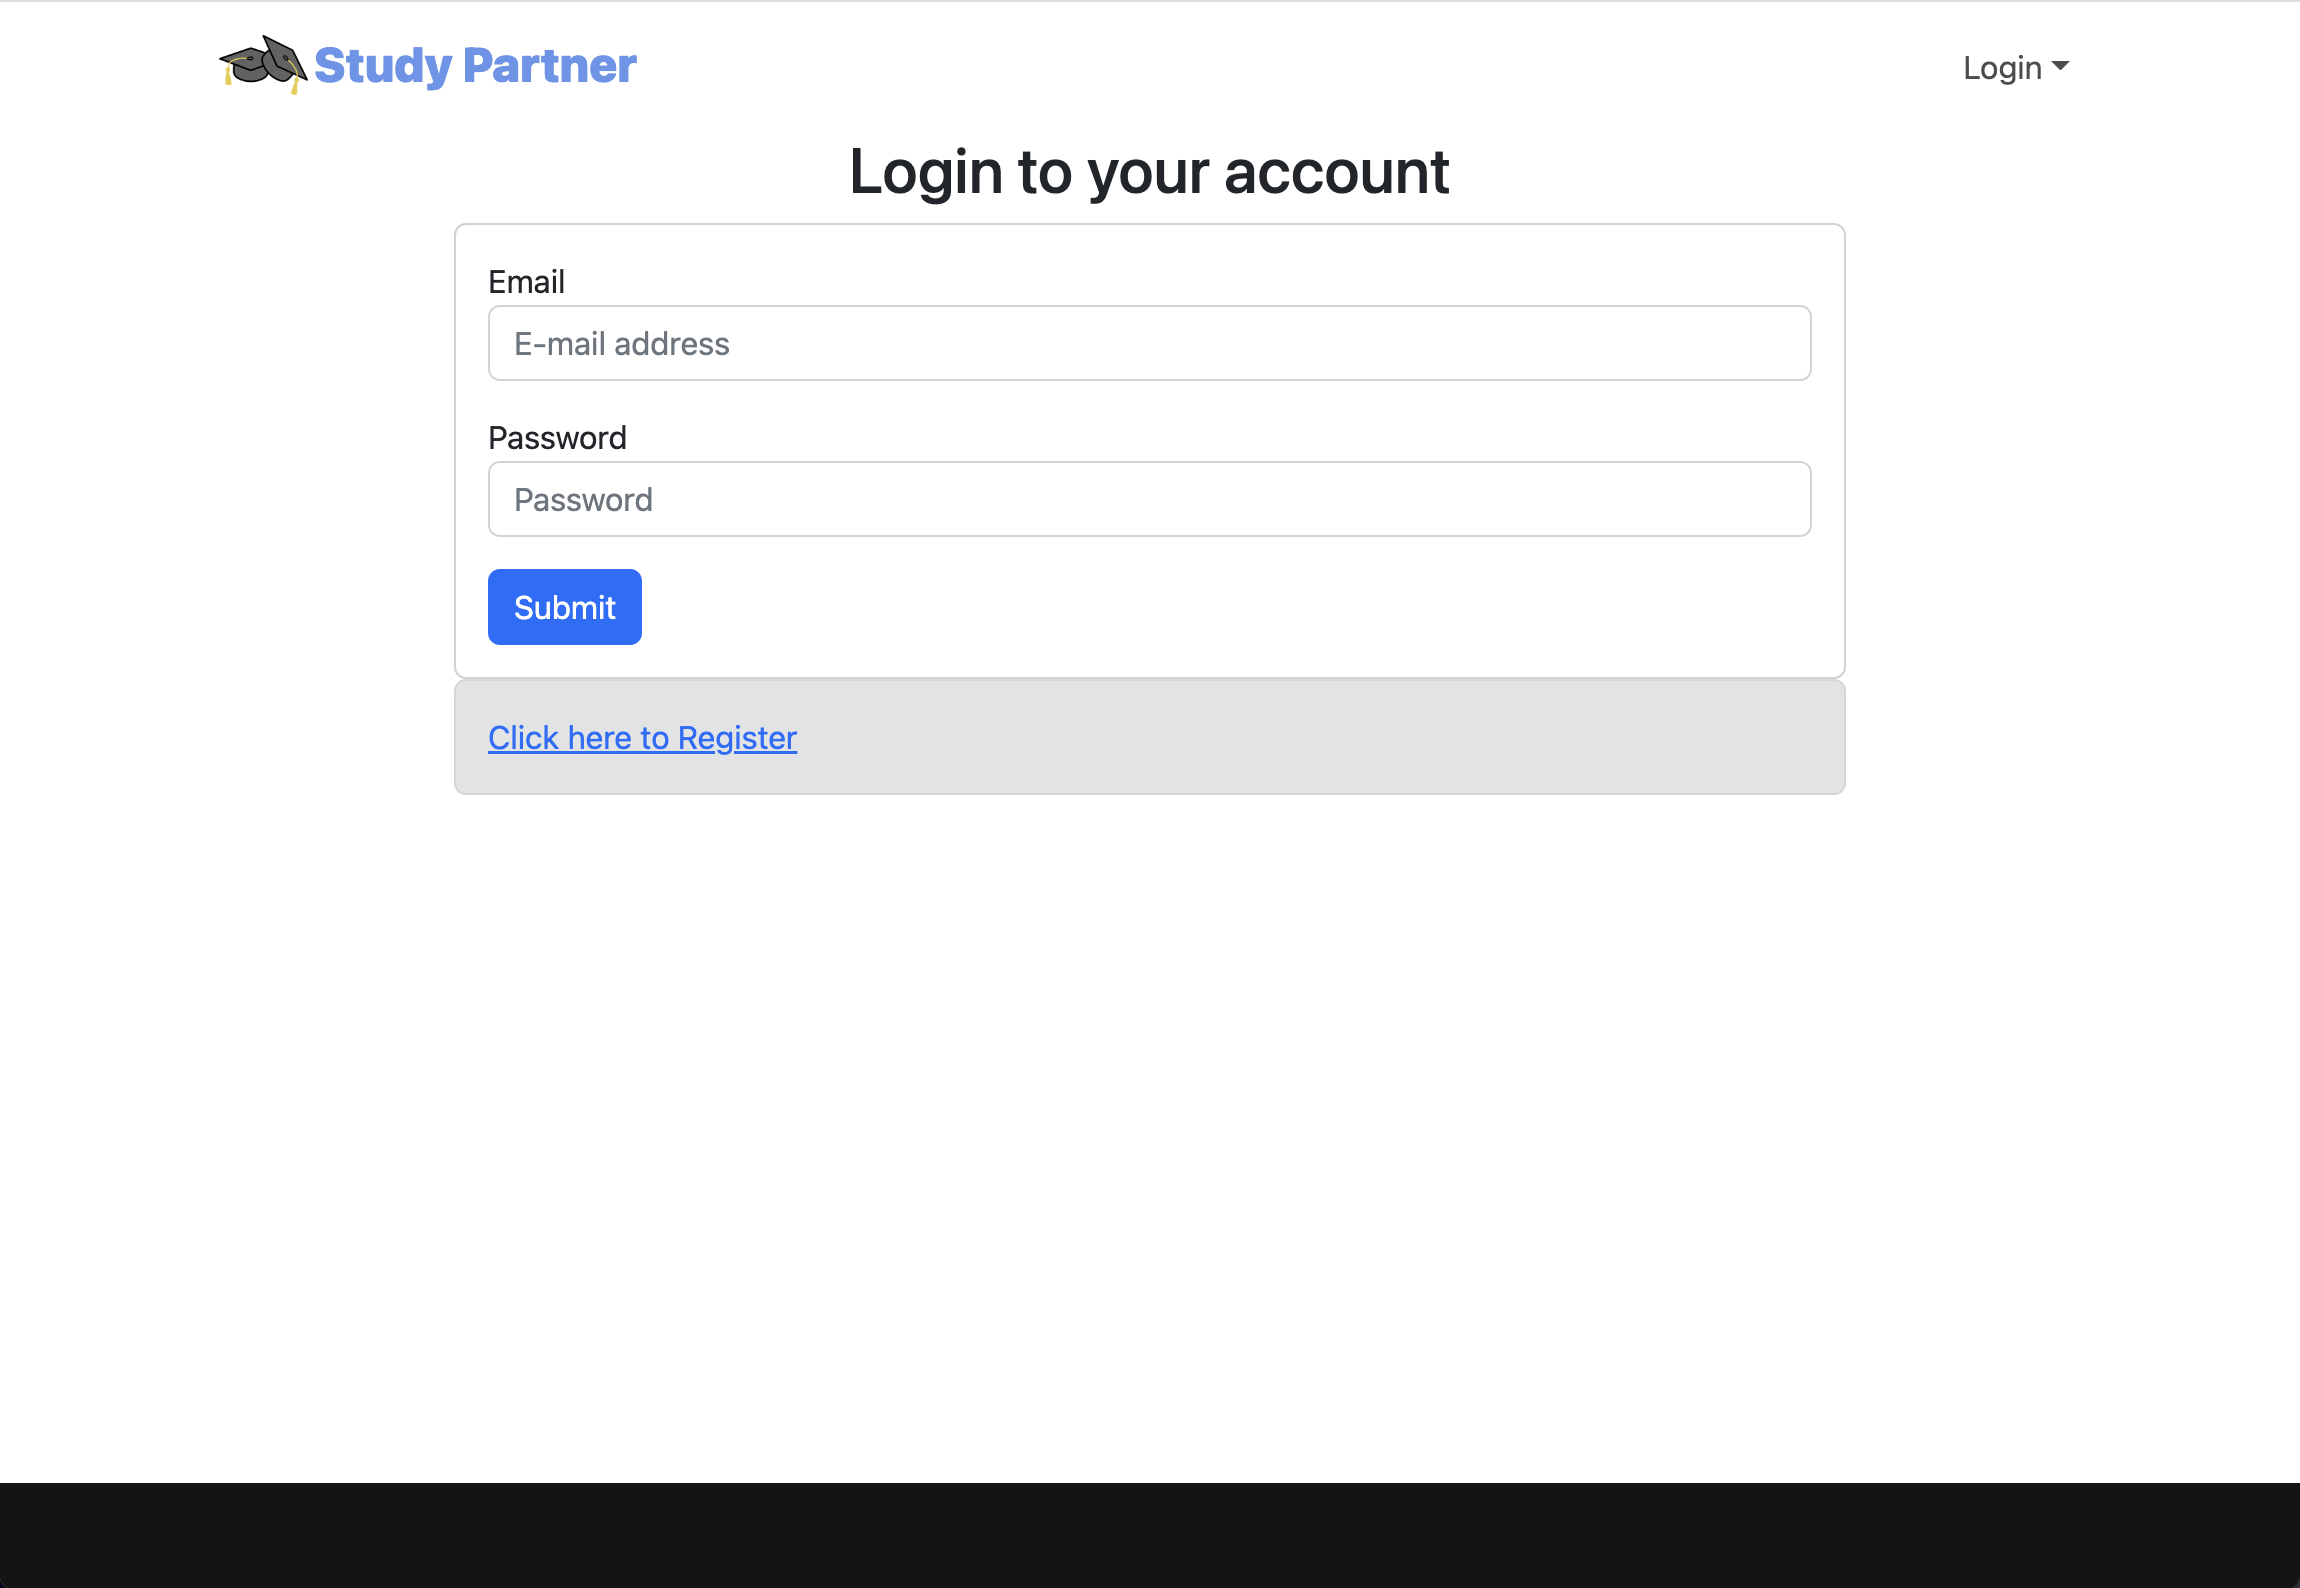 Study Partner
Login
Login to your account
Email
E-mail address
Password
Password
Submit
Click here to Register